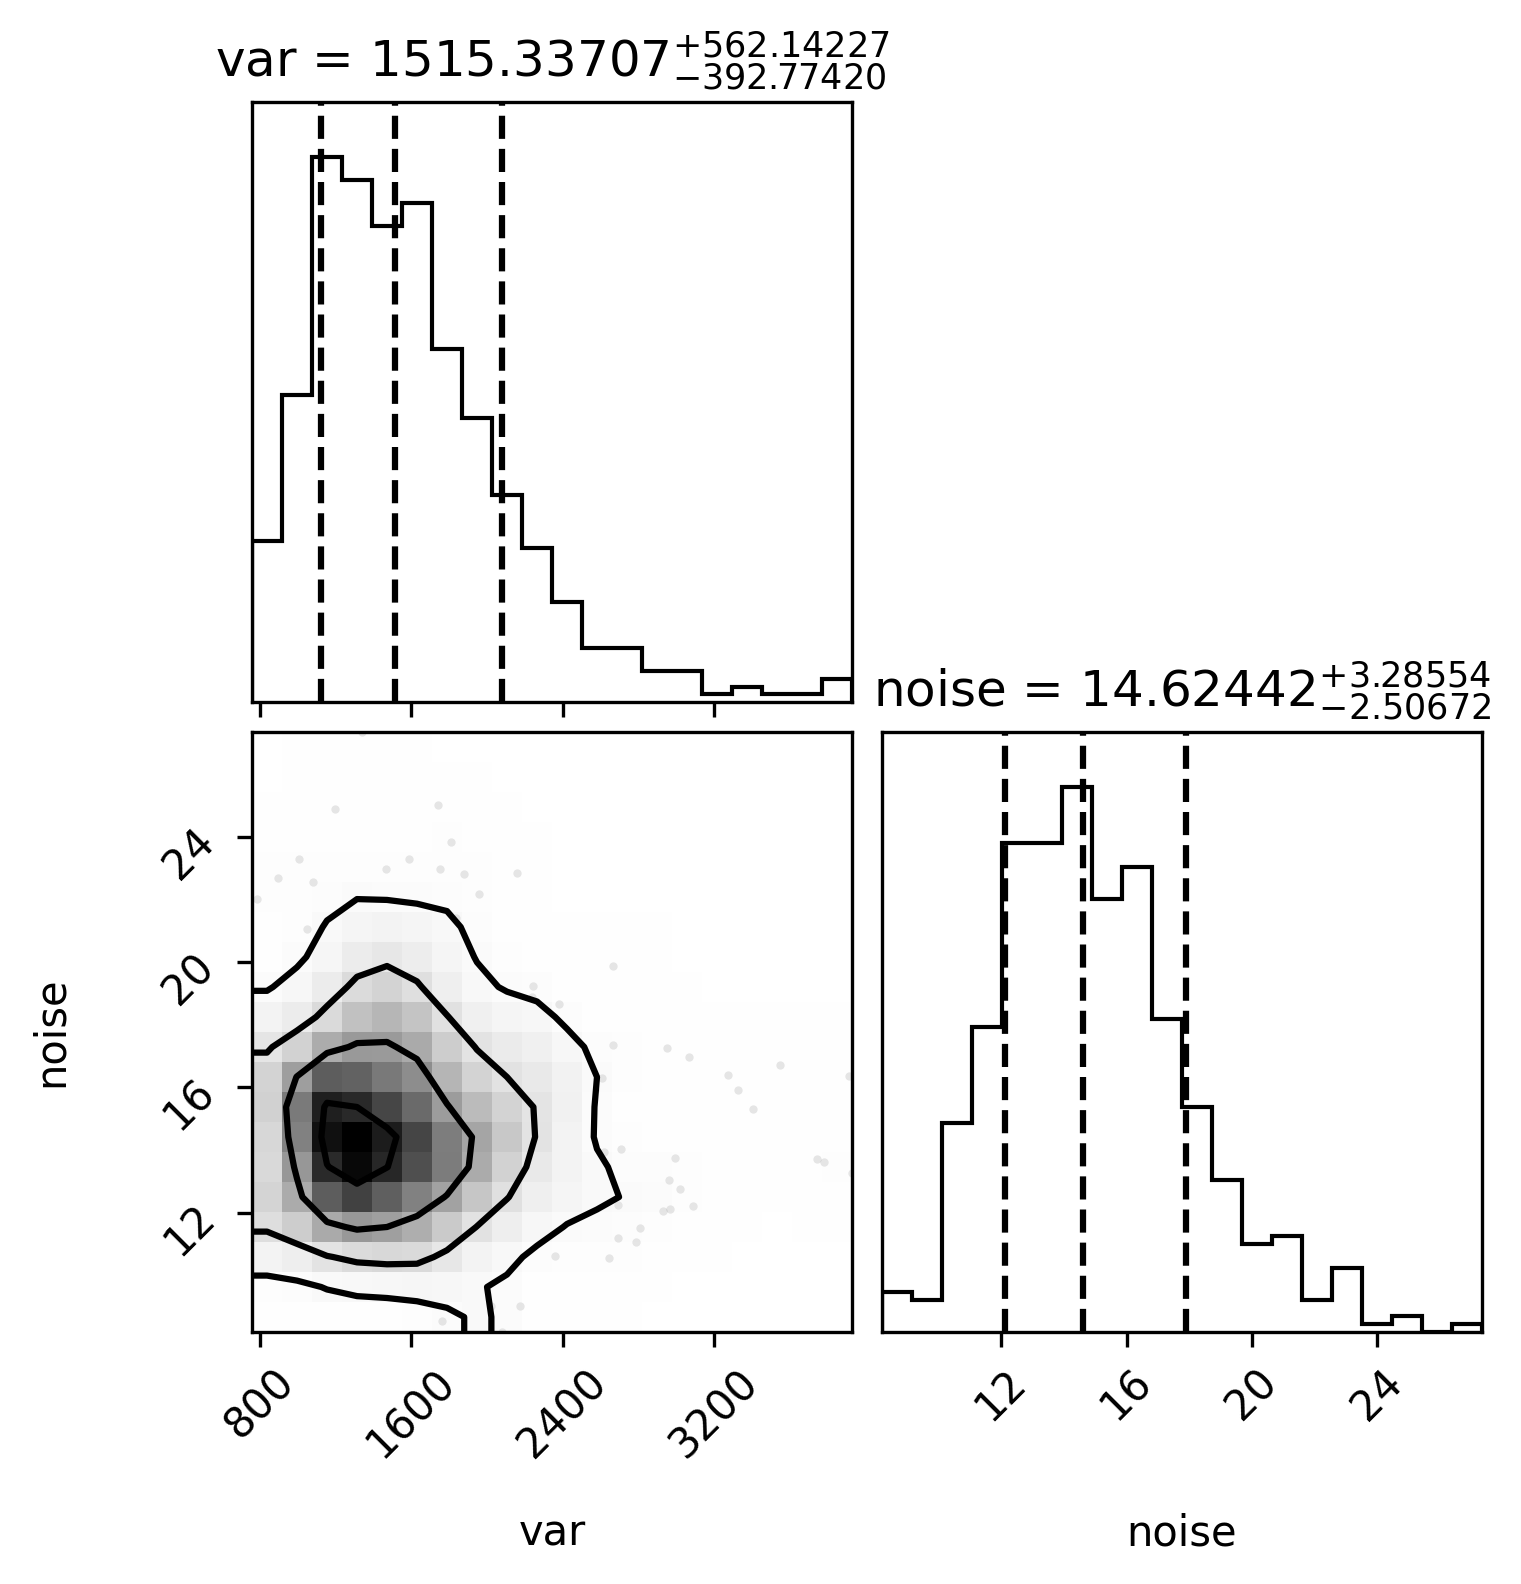 var = 1515.33707+562.14227−392.77420
noise = 14.62442+3.28554−2.50672
24
20
16
12
noise
800
1600
2400
3200
12
16
20
24
var
noise